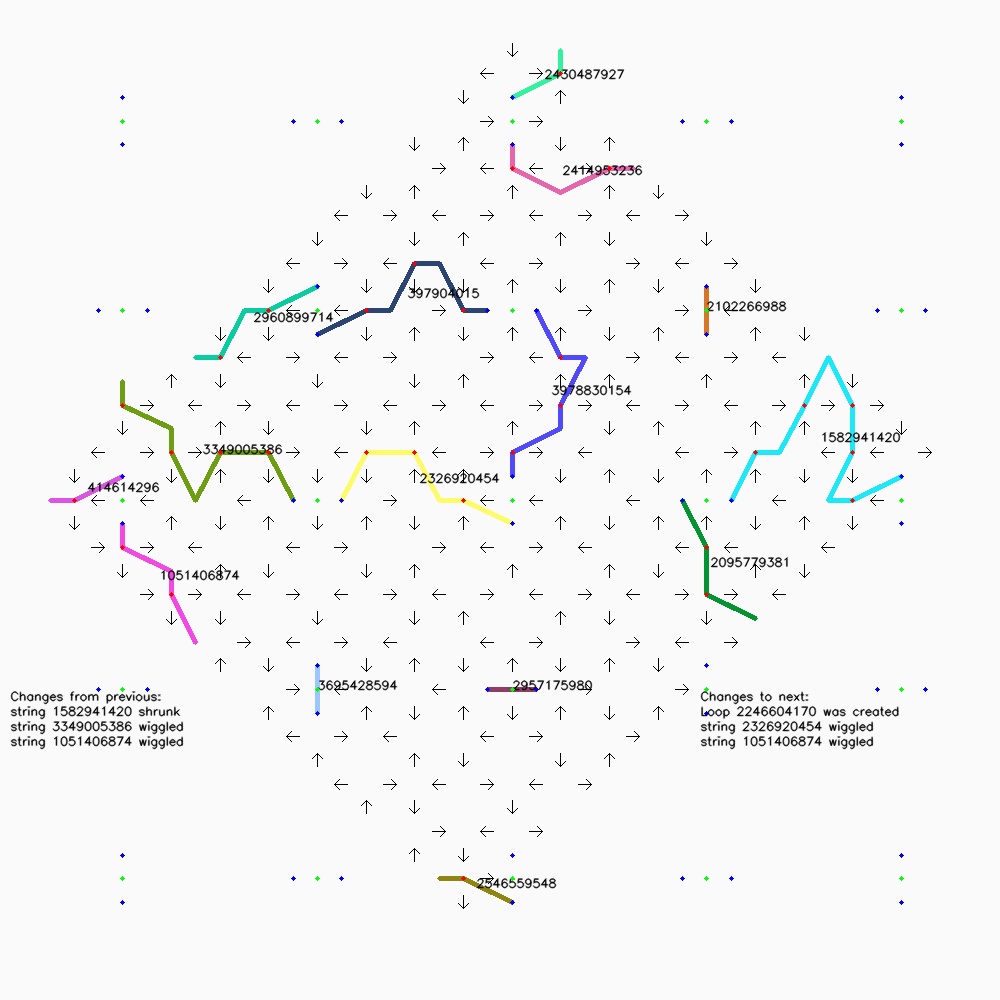 2430487927
2414953236
397904015
2102266988
2960899714
3978830154
1582941420
3349005386
2326920454
414614296
2095779381
1051406874
3695428594
2957175980
Changes from previous:
string 1582941420 shrunk
string 3349005386 wiggled
string 1051406874 wiggled
Changes to next:
Loop 2246604170 was created
string 2326920454 wiggled
string 1051406874 wiggled
2546559548